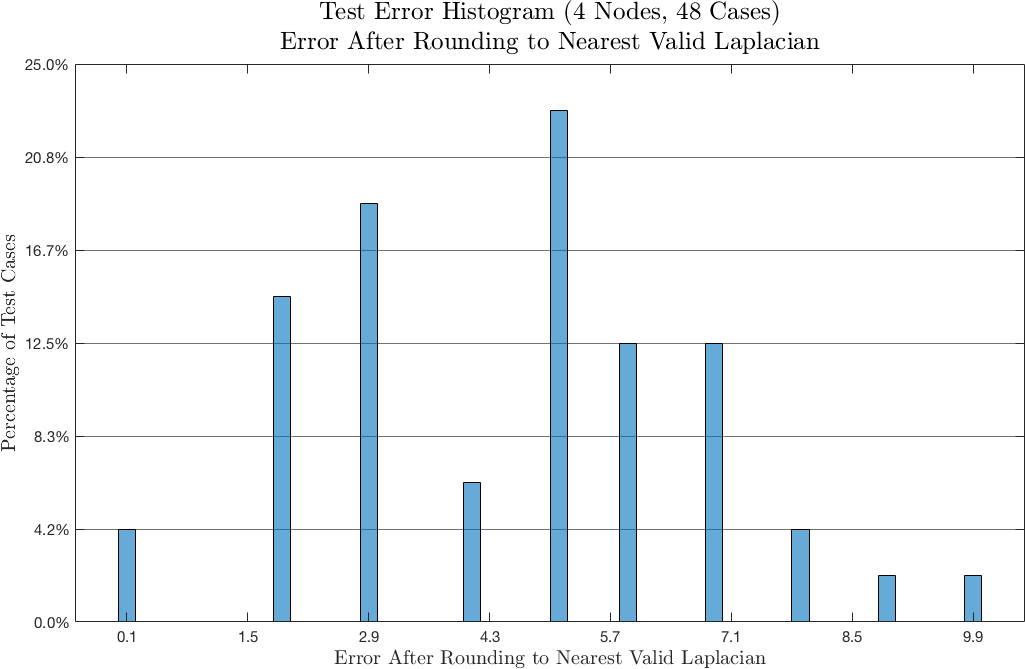 Test Error Histogram (4 Nodes, 48 Cases)
Error After Rounding to Nearest Valid Laplacian
25.0%
20.8%
16.7%
12.5%
8.3%
4.2%
0.0%
Percentage of Test Cases
0.1 1.5 2.9 4.3 5.7 7.1 8.5 9.9
Error After Rounding to Nearest Valid Laplacian